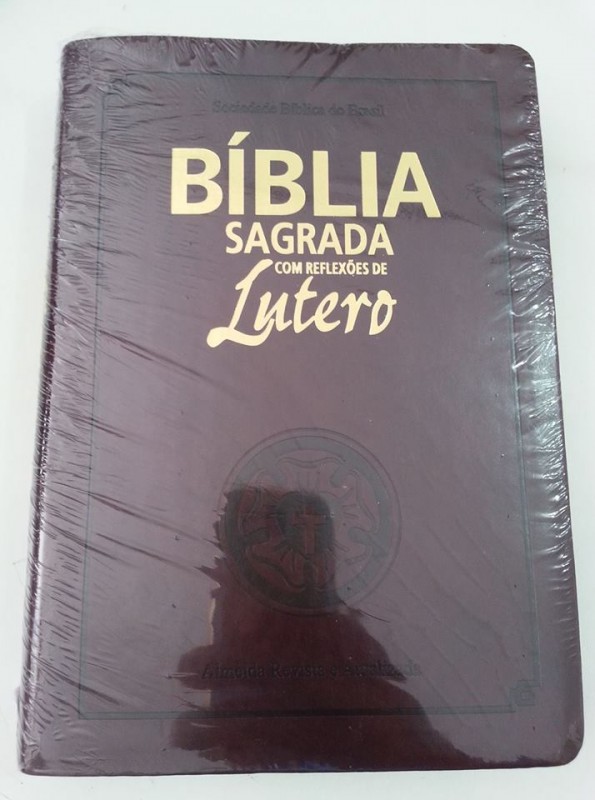 Sociedade Bíblica do Brasil
BÍBLIA
SAGRADA
COM REFLEXÕES DE
Lutero
Almeida Revista e Atualizada